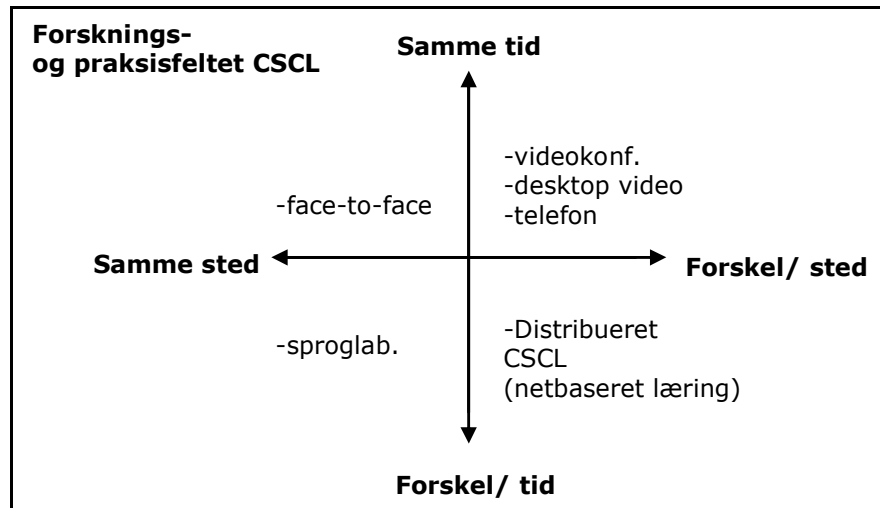 Forsknings-
og praksisfeltet CSCL
Samme tid
-videokonf.
-desktop video
-telefon
-face-to-face
Samme sted
Forskel/ sted
-sproglab.
-Distribueret
CSCL
(netbaseret læring)
Forskel/ tid